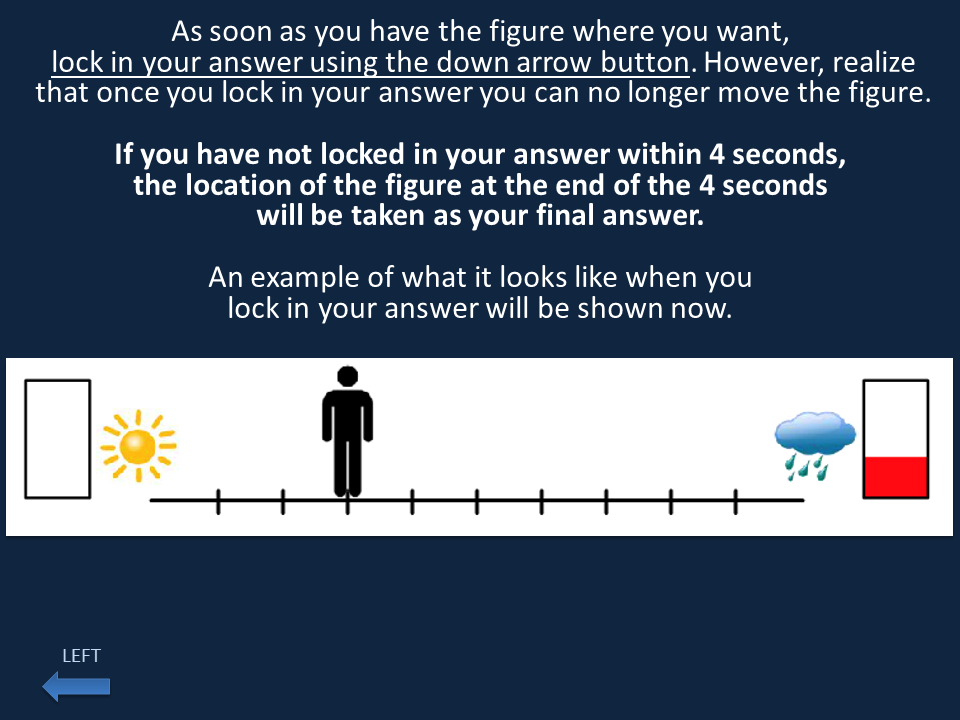 As soon as you have the figure where you want,
lock in your answer using the down arrow button. However, realize
that once you lock in your answer you can no longer move the figure.
If you have not locked in your answer within 4 seconds,
the location of the figure at the end of the 4 seconds
will be taken as your final answer.
An example of what it looks like when you
lock in your answer will be shown now.
LEFT